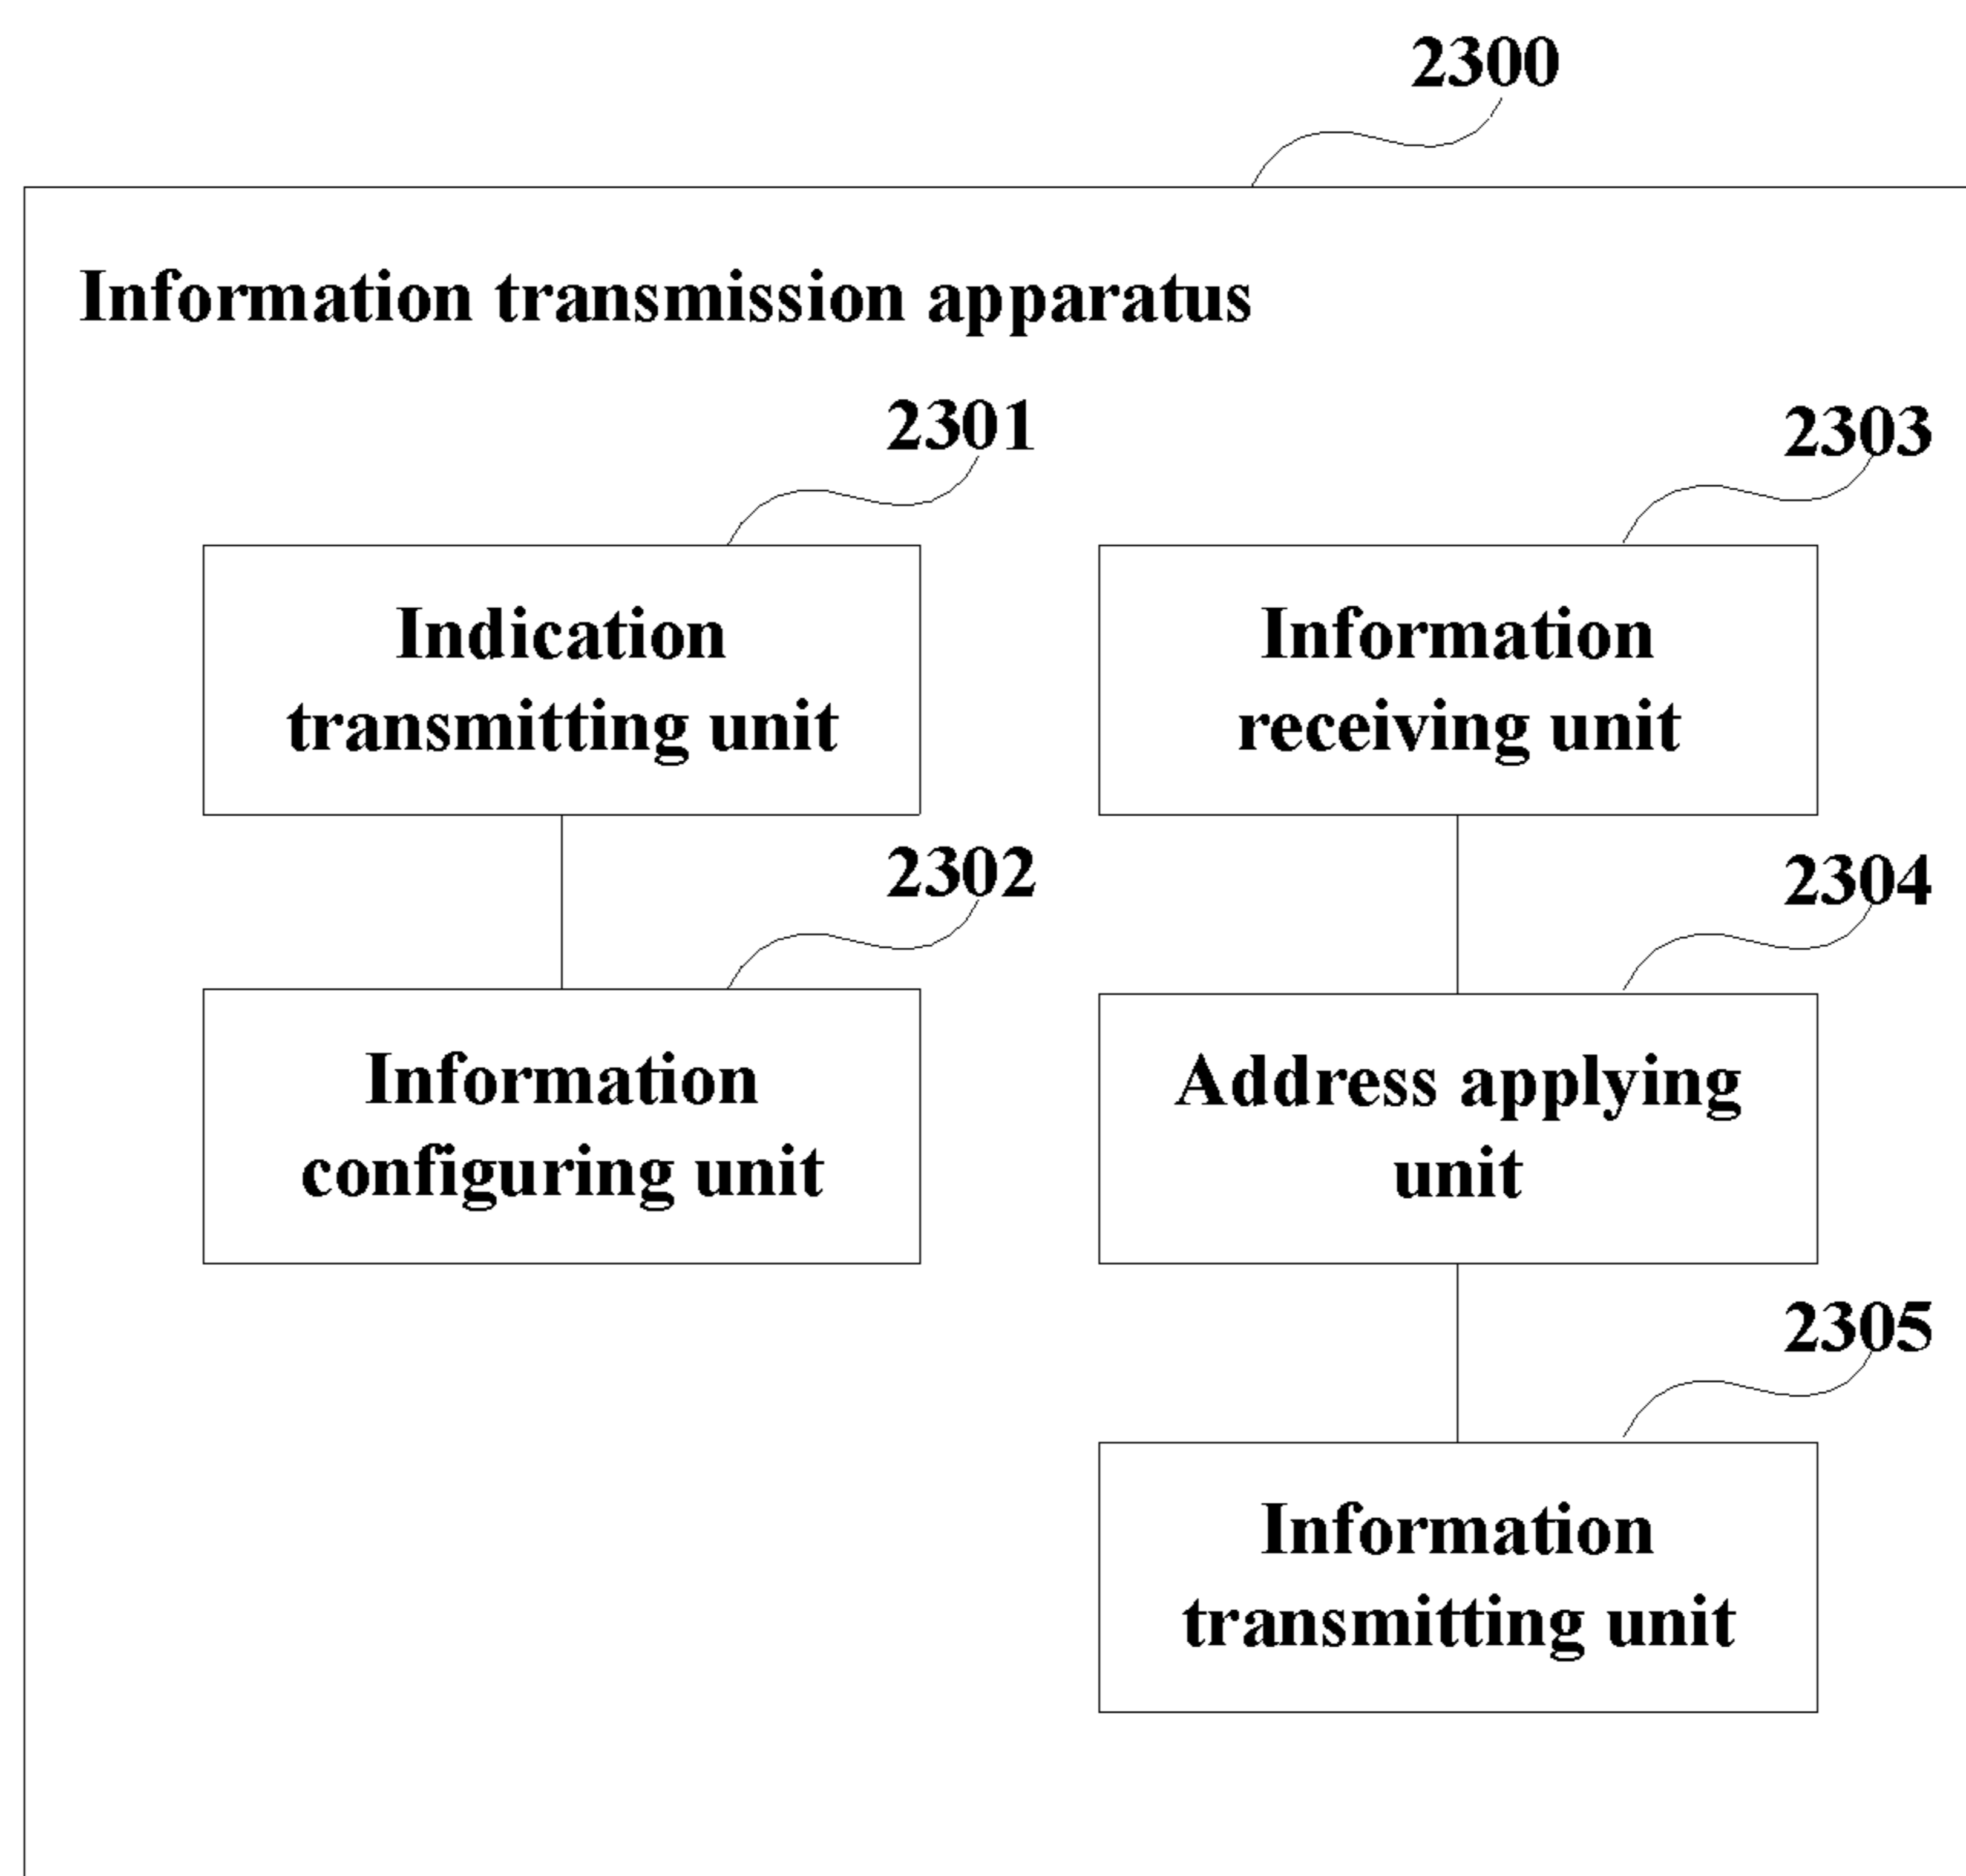 2300
Information transmission apparatus
2301
2303
Indication
transmitting unit
Information
receiving unit
2302
2304
Information
configuring unit
Address applying
unit
2305
Information
transmitting unit